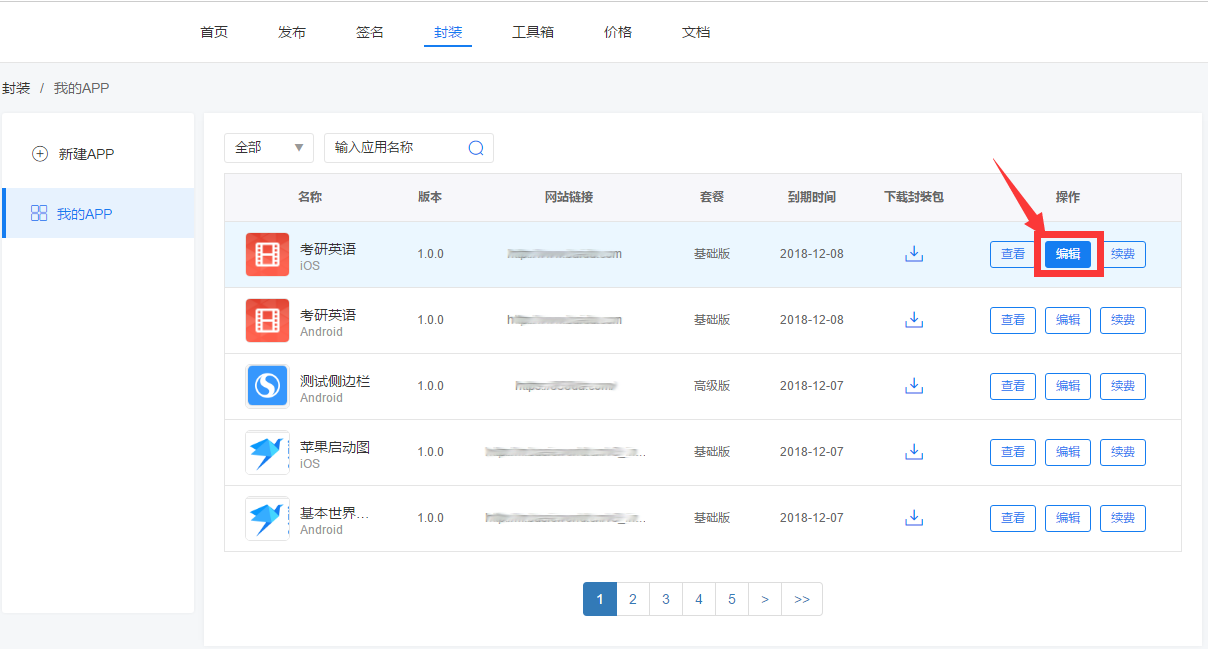 首页 发布 签名 封装 工具箱 价格 文档
封装 / 我的APP
新建APP
我的APP
全部 输入应用名称
名称 版本 网站链接 套餐 到期时间 下载封装包 操作
考研英语 1.0.0 基础版 2018-12-08 查看 编辑 续费
iOS
考研英语 1.0.0 基础版 2018-12-08 查看 编辑 续费
Android
测试侧边栏 1.0.0 高级版 2018-12-07 查看 编辑 续费
Android
苹果启动图 1.0.0 基础版 2018-12-07 查看 编辑 续费
iOS
基本世界... 1.0.0 基础版 2018-12-07 查看 编辑 续费
Android
1 2 3 4 5 > >>